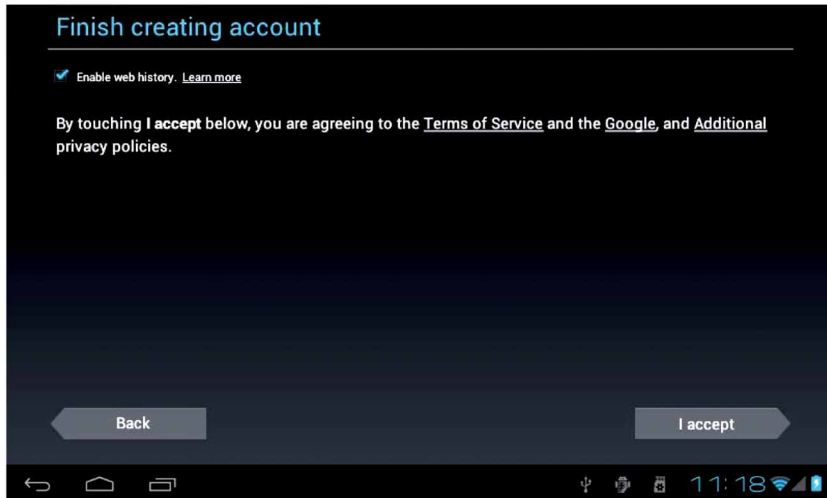 Finish creating account
Enable web history. Learn more
By touching I accept below, you are agreeing to the Terms of Service and the Google, and Additional
privacy policies.
Back
I accept
11:18